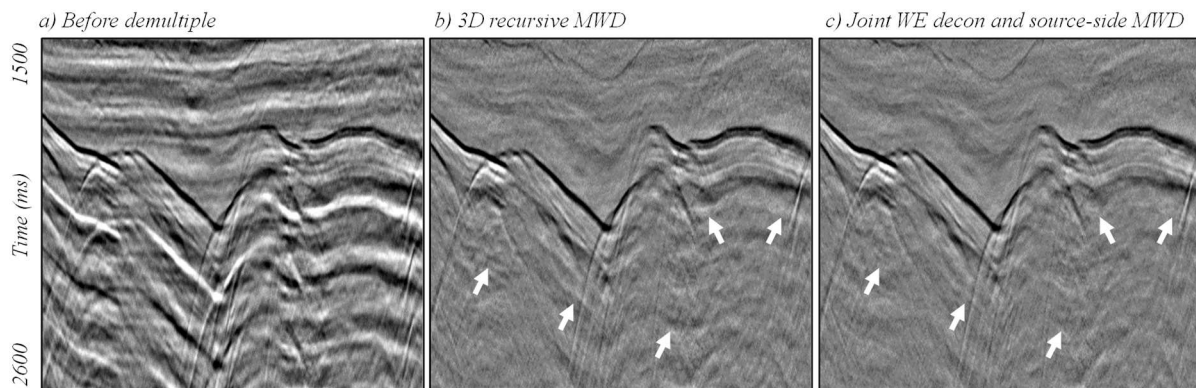 a) Before demultiple
b) 3D recursive MWD
c) Joint WE decon and source-side MWD
1500
Time (ms)
2600